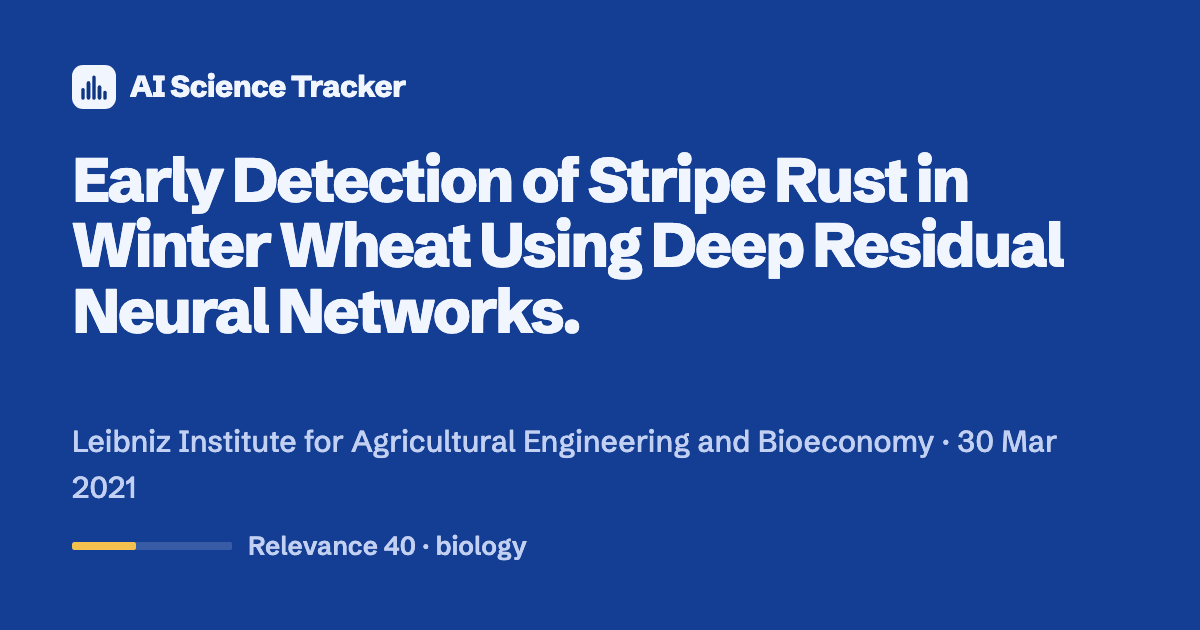 AI Science Tracker
Early Detection of Stripe Rust in
Winter Wheat Using Deep Residual
Neural Networks.
Leibniz Institute for Agricultural Engineering and Bioeconomy · 30 Mar
2021
Relevance 40 · biology